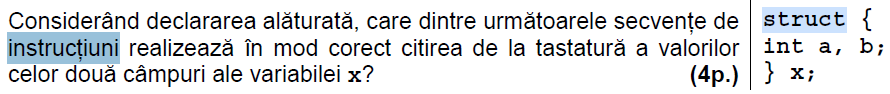 Considerând declararea alăturată, care dintre următoarele secvențe de
instrucțiuni realizează în mod corect citirea de la tastatură a valorilor
celor două câmpuri ale variabilei x? (4p.)
struct {
int a, b;
} x;